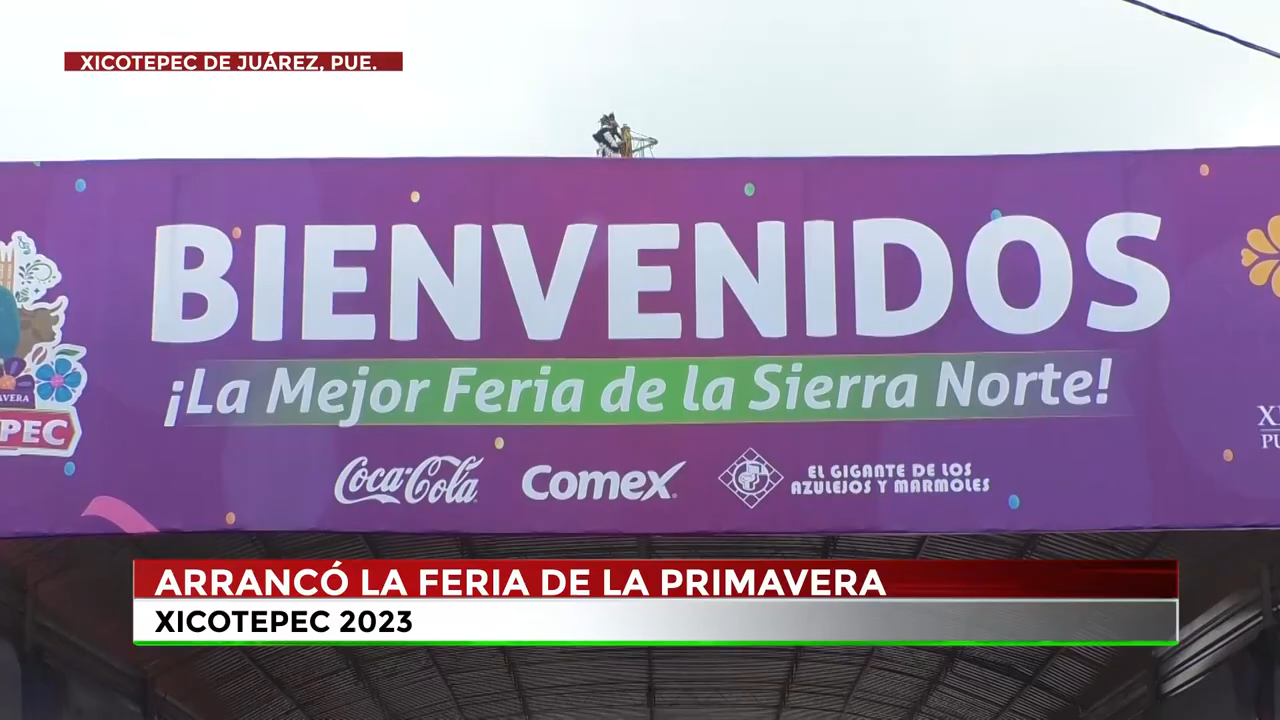 XICOTEPEC DE JUÁREZ, PUE.
BIENVENIDOS
¡La Mejor Feria de la Sierra Norte!
Coca-Cola
Comex
EL GIGANTE DE LOS
AZULEJOS Y MARMOLES
ARRANCÓ LA FERIA DE LA PRIMAVERA
XICOTEPEC 2023